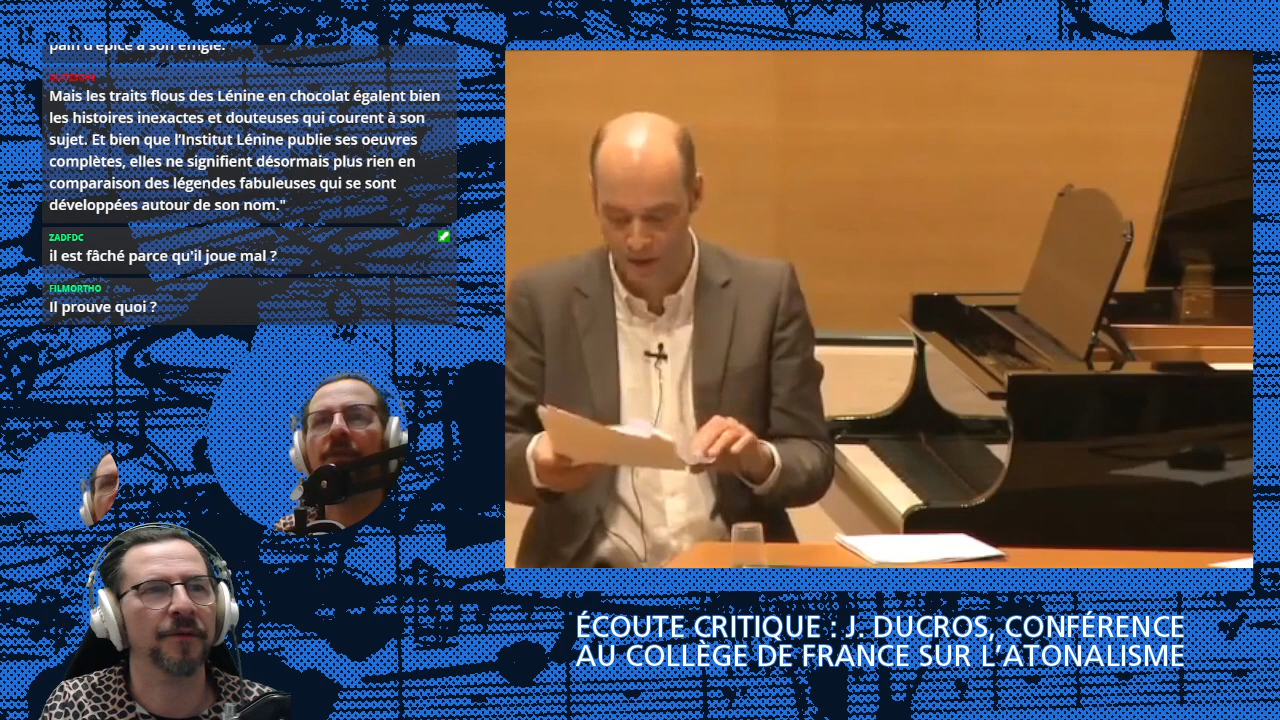 pain d'épice à son effigie.
Mais les traits flous des Lénine en chocolat égalent bien
les histoires inexactes et douteuses qui courent à son
sujet. Et bien que l'Institut Lénine publie ses oeuvres
complètes, elles ne signifient désormais plus rien en
comparaison des légendes fabuleuses qui se sont
développées autour de son nom."
ZADFDC
il est fâché parce qu'il joue mal ?
FILMORTHO
Il prouve quoi ?
ÉCOUTE CRITIQUE : J. DUCROS, CONFÉRENCE
AU COLLÈGE DE FRANCE SUR L'ATONALISME